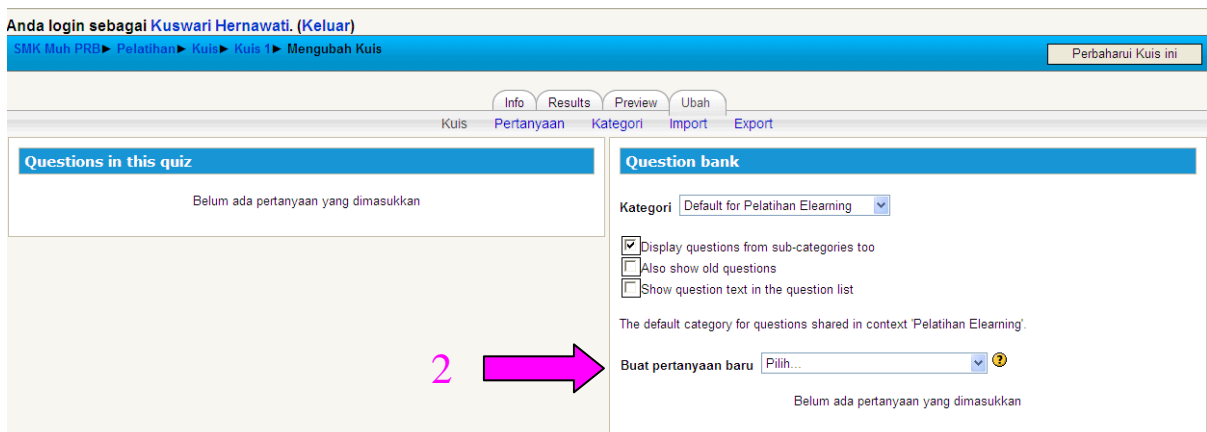 Anda login sebagai Kuswari Hernawati. (Keluar)
SMK Muh PRB► Pelatihan► Kuis► Kuis 1► Mengubah Kuis
Perbaharui Kuis ini
Info Results Preview Ubah
Kuis Pertanyaan Kategori Import Export
Questions in this quiz
Belum ada pertanyaan yang dimasukkan
Question bank
Kategori Default for Pelatihan Elearning
Display questions from sub-categories too
Also show old questions
Show question text in the question list
The default category for questions shared in context 'Pelatihan Elearning'.
2
Buat pertanyaan baru Pilih... ?
Belum ada pertanyaan yang dimasukkan